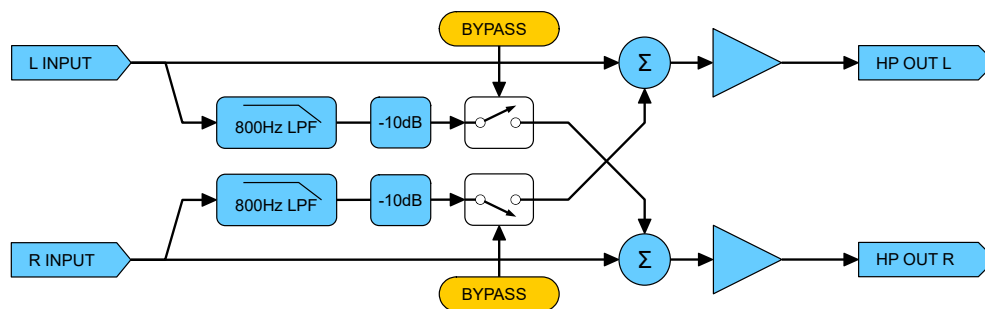 BYPASS
L INPUT
Σ
HP OUT L
800Hz LPF
-10dB
800Hz LPF
-10dB
R INPUT
Σ
HP OUT R
BYPASS